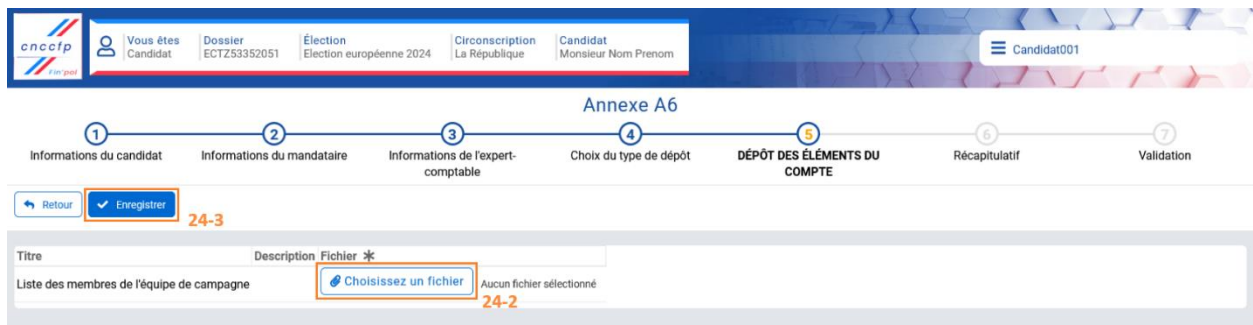 cnccfp
Fin'pol
Vous êtes
Candidat
Dossier
ECTZ53352051
Élection
Election européenne 2024
Circonscription
La République
Candidat
Monsieur Nom Prenom
Candidat001
Annexe A6
1
Informations du candidat
2
Informations du mandataire
3
Informations de l'expert-
comptable
4
Choix du type de dépôt
5
DÉPÔT DES ÉLÉMENTS DU
COMPTE
6
Récapitulatif
7
Validation
Retour
Enregistrer
24-3
Titre Description Fichier *
Liste des membres de l'équipe de campagne Choisissez un fichier Aucun fichier sélectionné
24-2